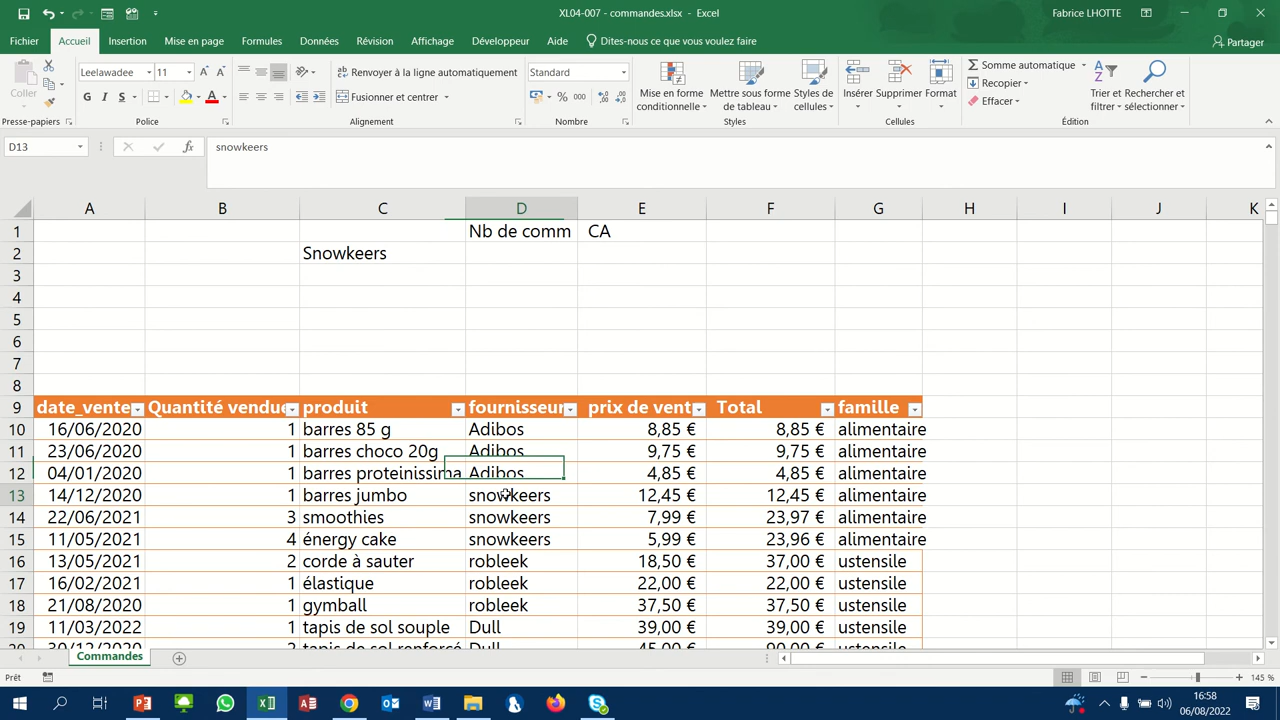 XL04-007 - commandes.xlsx - Excel
Fabrice LHOTTE
Fichier Accueil Insertion Mise en page Formules Données Révision Affichage Développeur Aide Dites-nous ce que vous voulez faire Partager
Coller
Leelawadee 11
Renvoyer à la ligne automatiquement
Standard
Mise en forme conditionnelle
Mettre sous forme de tableau
Styles de cellules
Insérer Supprimer Format
Somme automatique
Trier et filtrer
Rechercher et sélectionner
G I S
Fusionner et centrer
% 000
Recopier
Effacer
Presse-papiers Police Alignement Nombre Styles Cellules Édition
D13 fx snowkeers
A B C D E F G H I J K
1 Nb de comm CA
2 Snowkeers
3
4
5
6
7
8
9 date_vente Quantité vendue produit fournisseur prix de vent Total famille
10 16/06/2020 1 barres 85 g Adibos 8,85 € 8,85 € alimentaire
11 23/06/2020 1 barres choco 20g Adibos 9,75 € 9,75 € alimentaire
12 04/01/2020 1 barres proteinissima Adibos 4,85 € 4,85 € alimentaire
13 14/12/2020 1 barres jumbo snowkeers 12,45 € 12,45 € alimentaire
14 22/06/2021 3 smoothies snowkeers 7,99 € 23,97 € alimentaire
15 11/05/2021 4 énergy cake snowkeers 5,99 € 23,96 € alimentaire
16 13/05/2021 2 corde à sauter robleek 18,50 € 37,00 € ustensile
17 16/02/2021 1 élastique robleek 22,00 € 22,00 € ustensile
18 21/08/2020 1 gymball robleek 37,50 € 37,50 € ustensile
19 11/03/2022 1 tapis de sol souple Dull 39,00 € 39,00 € ustensile
20 30/12/2020 2 tapis de sol renforcé Dull 45,00 € 90,00 € ustensile
Commandes
Prêt
145 %
16:58
06/08/2022